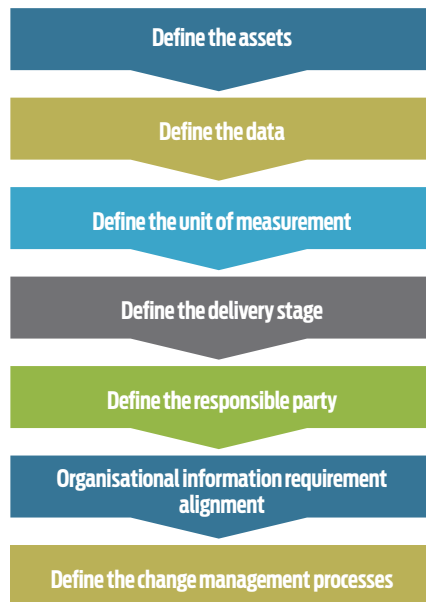 Define the assets
Define the data
Define the unit of measurement
Define the delivery stage
Define the responsible party
Organisational information requirement
alignment
Define the change management processes